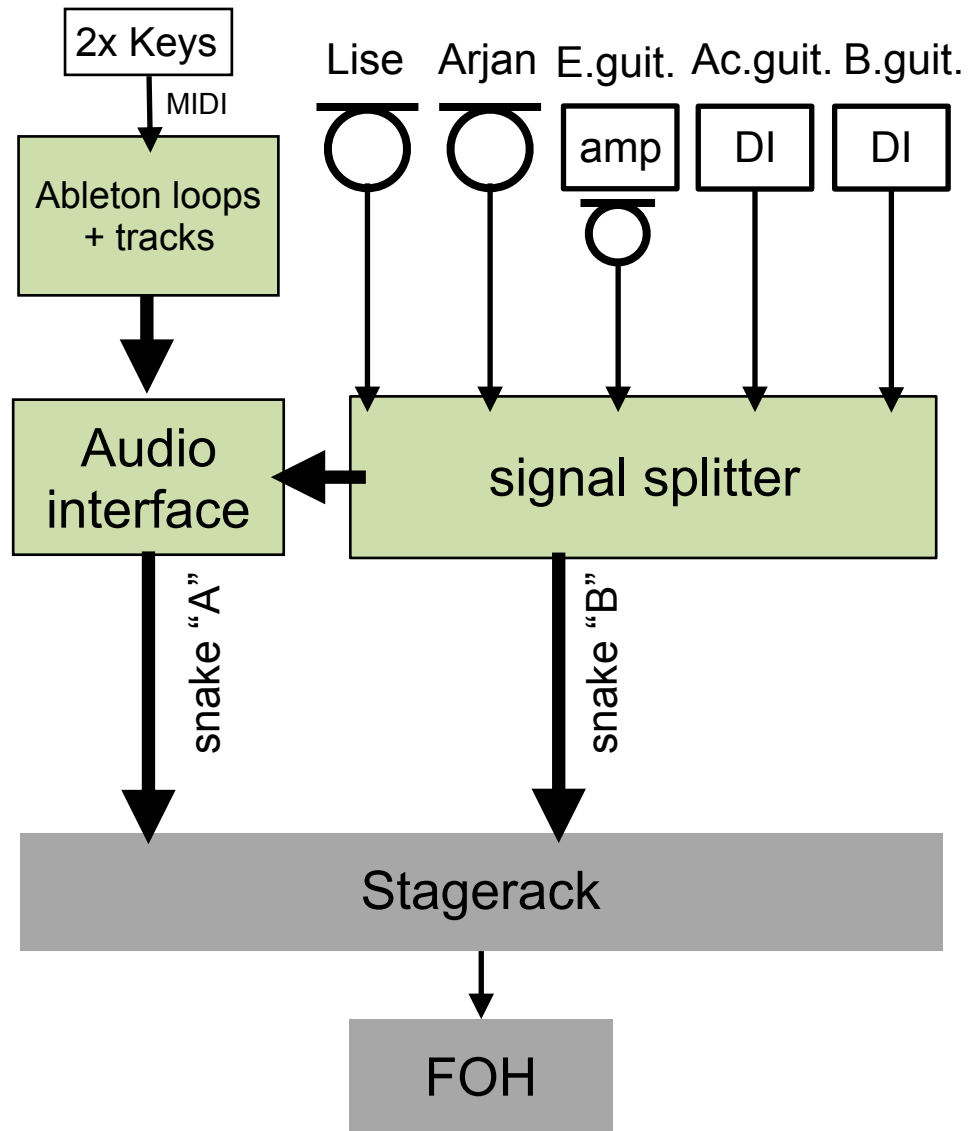 2x Keys
MIDI
Ableton loops
+ tracks
Lise
Arjan
E.guit.
Ac.guit.
B.guit.
amp
DI
DI
Audio
interface
signal splitter
snake “A”
snake “B”
Stagerack
FOH